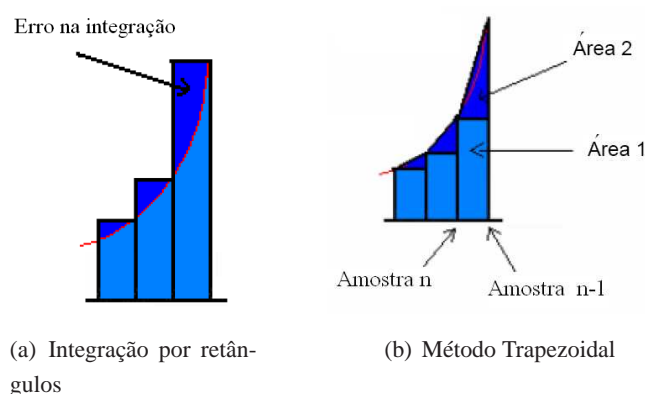 Erro na integração
Área 2
Área 1
Amostra n
Amostra n-1
(a) Integração por retân-
gulos
(b) Método Trapezoidal